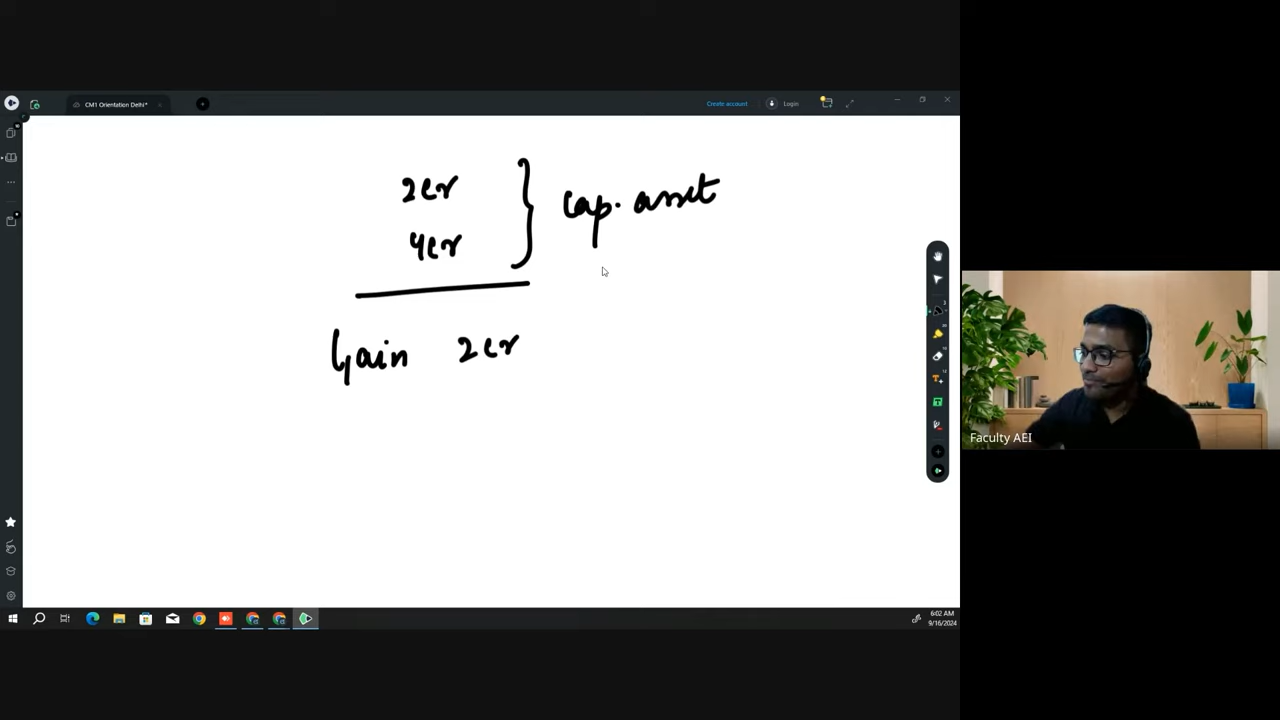 CM1 Orientation Delhi*
Create account
Login
2cr
4cr
cap. asset
Gain 2cr
Faculty AEI
6:02 AM
9/16/2024